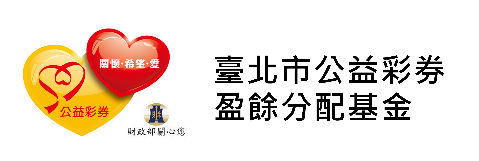 關懷·希望·愛
公益彩券
財政部關心您
臺北市公益彩券
盈餘分配基金